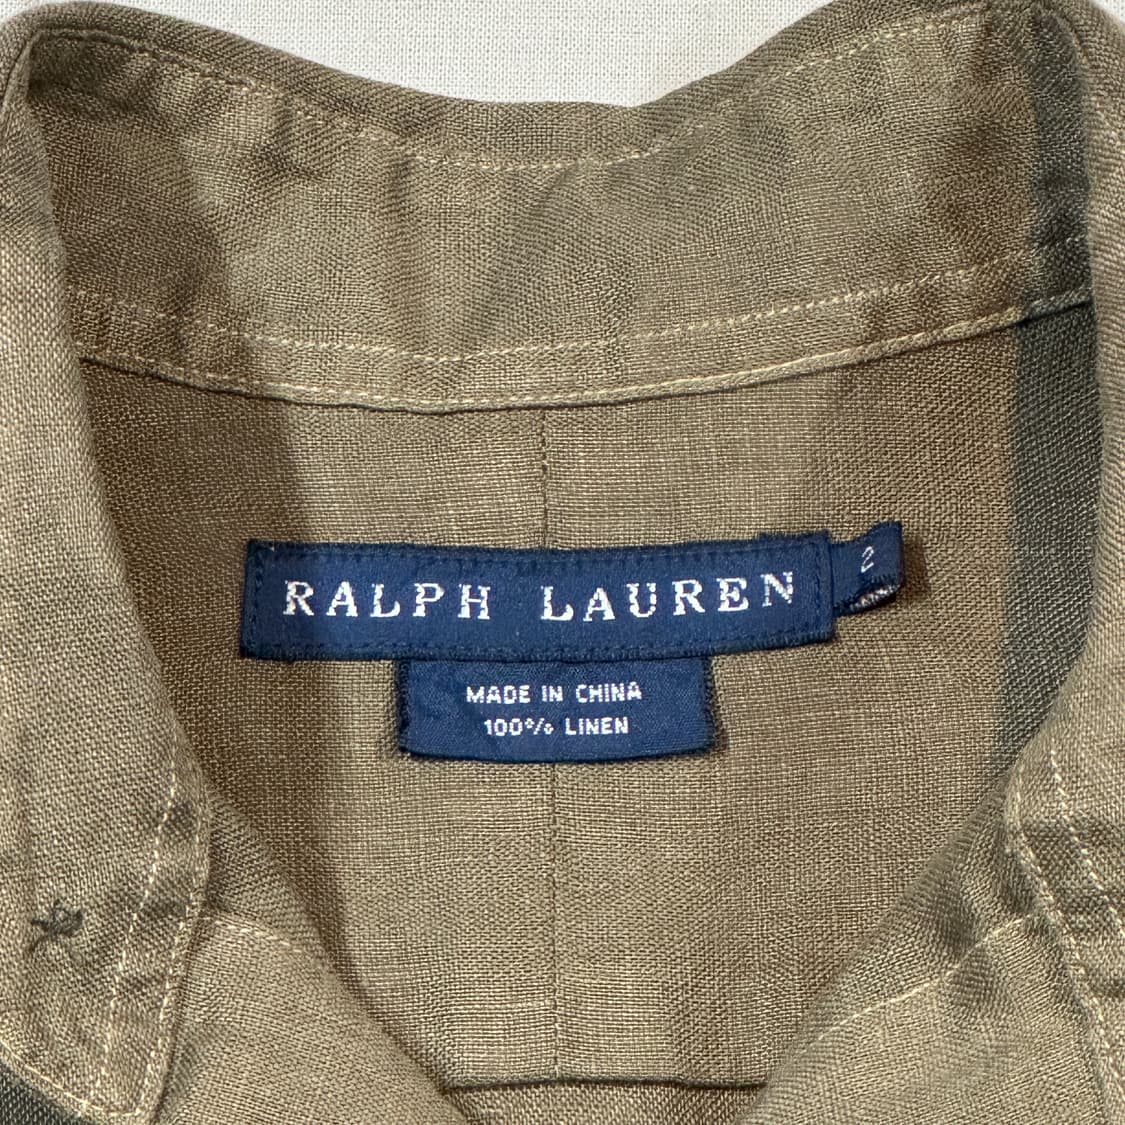 RALPH LAUREN
2
MADE IN CHINA
100% LINEN